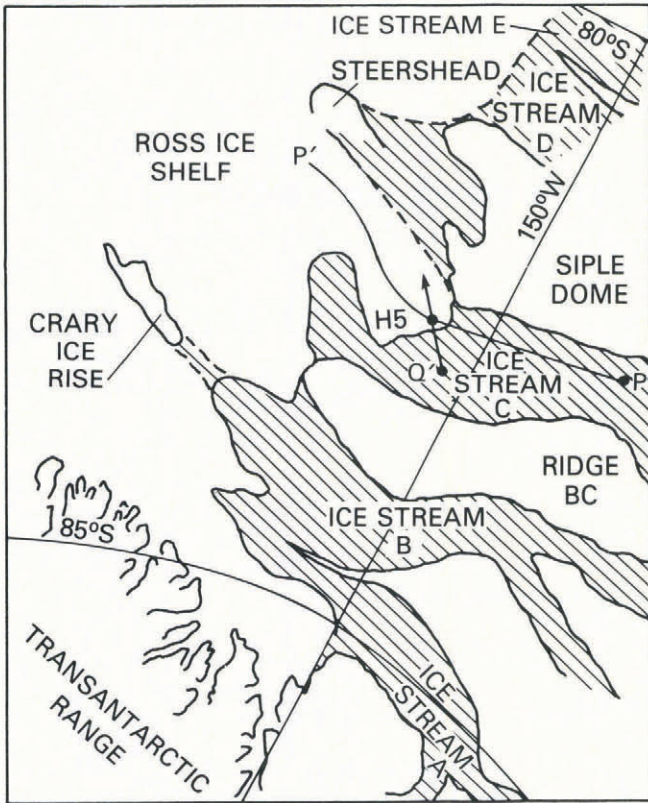 ICE STREAM E
80°S
STEERSHEAD
ICE
STREAM
D
ROSS ICE
SHELF
P′
150°W
SIPLE
DOME
CRARY
ICE
RISE
H5
Q′
ICE
STREAM
C
P
RIDGE
BC
ICE STREAM
B
85°S
TRANSANTARCTIC
RANGE
ICE
STREAM
A